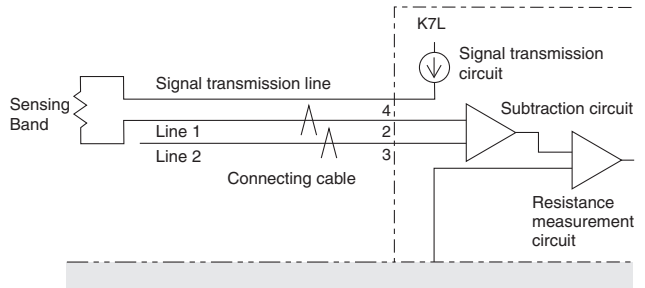 K7L
Signal transmission
circuit
Signal transmission line
Sensing
Band
4
Subtraction circuit
Line 1
2
Line 2
3
Connecting cable
Resistance
measurement
circuit